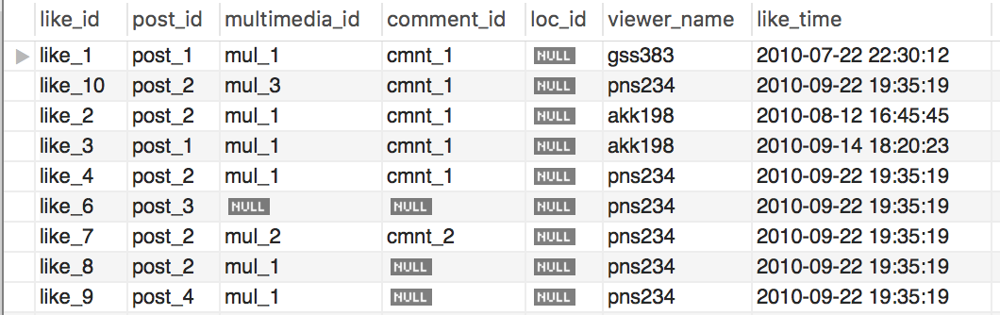 like_id post_id multimedia_id comment_id loc_id viewer_name like_time
like_1 post_1 mul_1 cmnt_1 NULL gss383 2010-07-22 22:30:12
like_10 post_2 mul_3 cmnt_1 NULL pns234 2010-09-22 19:35:19
like_2 post_2 mul_1 cmnt_1 NULL akk198 2010-08-12 16:45:45
like_3 post_1 mul_1 cmnt_1 NULL akk198 2010-09-14 18:20:23
like_4 post_2 mul_1 cmnt_1 NULL pns234 2010-09-22 19:35:19
like_6 post_3 NULL NULL NULL pns234 2010-09-22 19:35:19
like_7 post_2 mul_2 cmnt_2 NULL pns234 2010-09-22 19:35:19
like_8 post_2 mul_1 NULL NULL pns234 2010-09-22 19:35:19
like_9 post_4 mul_1 NULL NULL pns234 2010-09-22 19:35:19